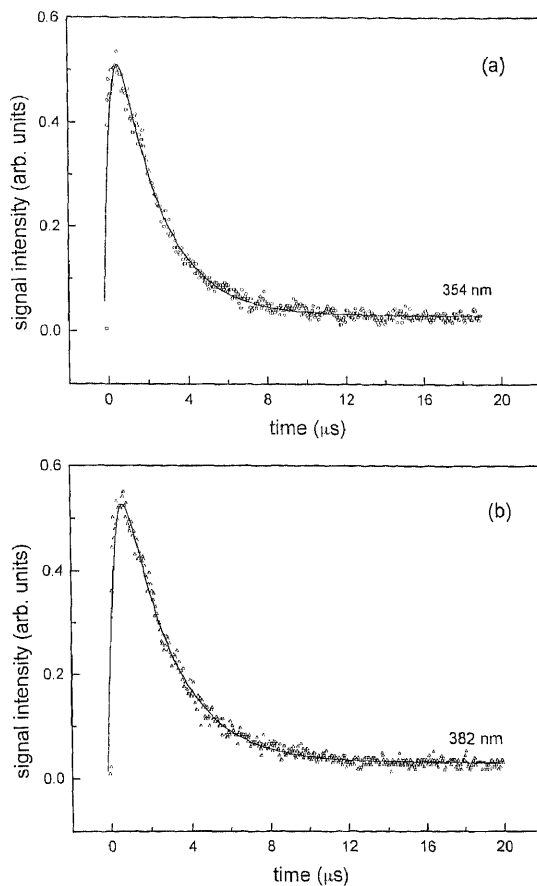 0.6
(a)
signal intensity (arb. units)
0.4
0.2
354 nm
0.0
0 4 8 12 16 20
time (μs)
0.6
(b)
signal intensity (arb. units)
0.4
0.2
382 nm
0.0
0 4 8 12 16 20
time (μs)